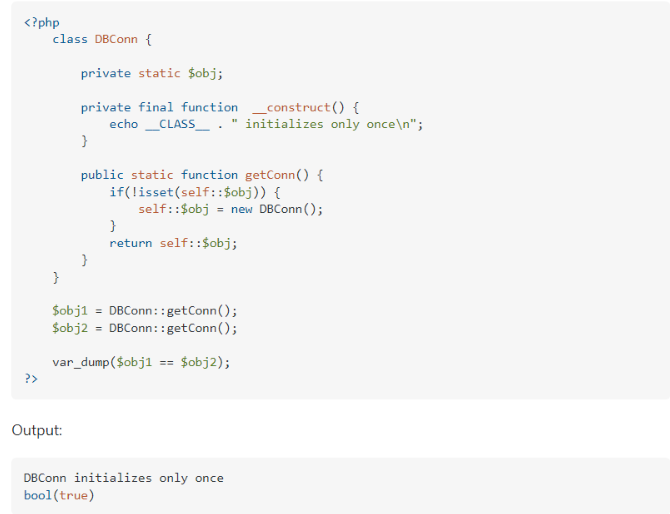 <?php
    class DBConn {

        private static $obj;

        private final function  __construct() {
            echo __CLASS__ . " initializes only once\n";
        }

        public static function getConn() {
            if(!isset(self::$obj)) {
                self::$obj = new DBConn();
            }
            return self::$obj;
        }
    }

    $obj1 = DBConn::getConn();
    $obj2 = DBConn::getConn();

    var_dump($obj1 == $obj2);
?>
Output:
DBConn initializes only once
bool(true)